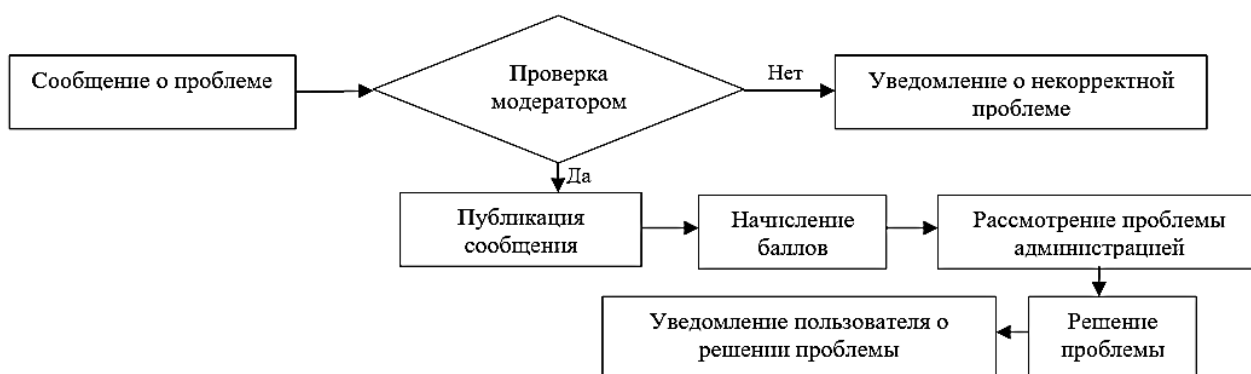 Сообщение о проблеме
Проверка
модератором
Нет
Уведомление о некорректной
проблеме
Да
Публикация
сообщения
Начисление
баллов
Рассмотрение проблемы
администрацией
Решение
проблемы
Уведомление пользователя о
решении проблемы